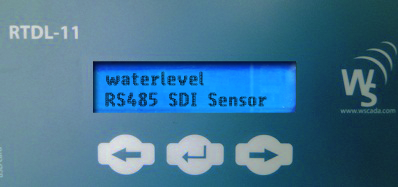 RTDL-11
waterlevel
RS485 SDI Sensor
WS
www.wscada.com